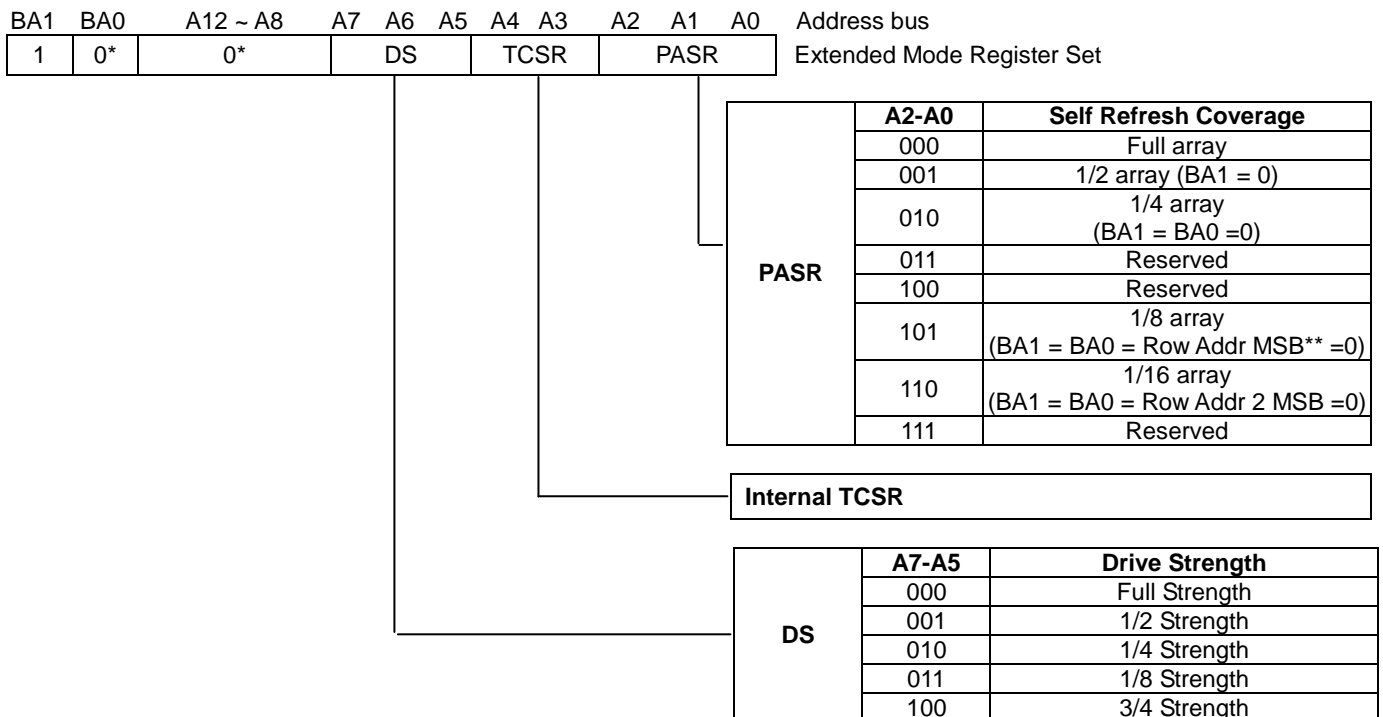 BA1 BA0 A12 ~ A8 A7 A6 A5 A4 A3 A2 A1 A0 Address bus
1 0* 0* DS TCSR PASR Extended Mode Register Set
PASR
A2-A0 Self Refresh Coverage
000 Full array
001 1/2 array (BA1 = 0)
010 1/4 array
(BA1 = BA0 =0)
011 Reserved
100 Reserved
101 1/8 array
(BA1 = BA0 = Row Addr MSB** =0)
110 1/16 array
(BA1 = BA0 = Row Addr 2 MSB =0)
111 Reserved
Internal TCSR
DS
A7-A5 Drive Strength
000 Full Strength
001 1/2 Strength
010 1/4 Strength
011 1/8 Strength
100 3/4 Strength